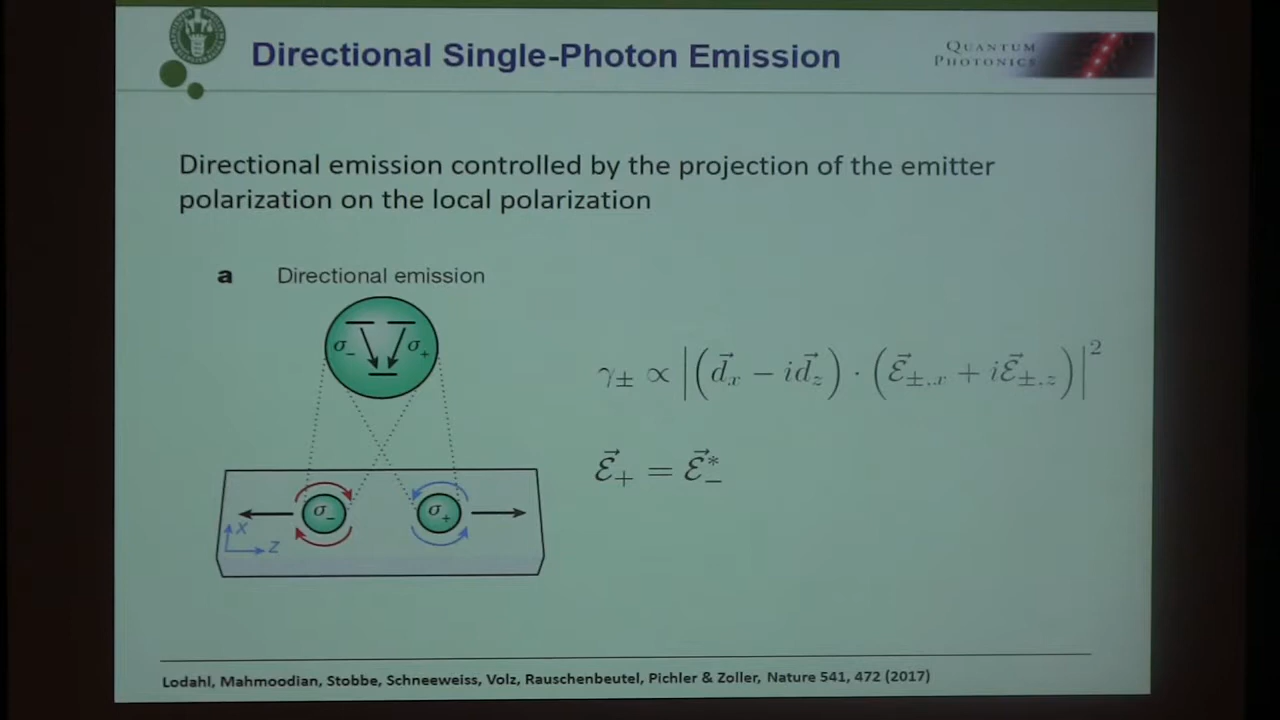 Directional Single-Photon Emission
QUANTUM
PHOTONICS
Directional emission controlled by the projection of the emitter
polarization on the local polarization
a Directional emission
σ₋ σ₊
γ± ∝ |(d⃗ₓ − id⃗_z) · (ℰ⃗±,x + iℰ⃗±,z)|²
ℰ⃗₊ = ℰ⃗₋*
σ₋ σ₊
x
z
Lodahl, Mahmoodian, Stobbe, Schneeweiss, Volz, Rauschenbeutel, Pichler & Zoller, Nature 541, 472 (2017)